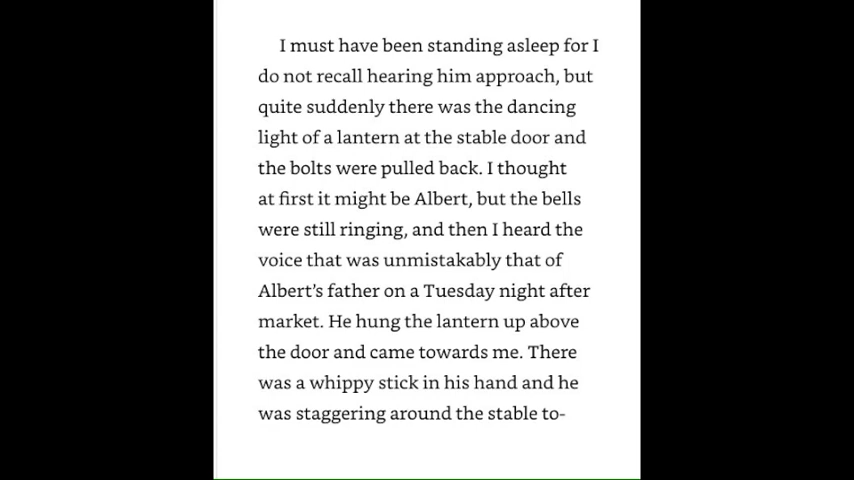 I must have been standing asleep for I
do not recall hearing him approach, but
quite suddenly there was the dancing
light of a lantern at the stable door and
the bolts were pulled back. I thought
at first it might be Albert, but the bells
were still ringing, and then I heard the
voice that was unmistakably that of
Albert’s father on a Tuesday night after
market. He hung the lantern up above
the door and came towards me. There
was a whippy stick in his hand and he
was staggering around the stable to-